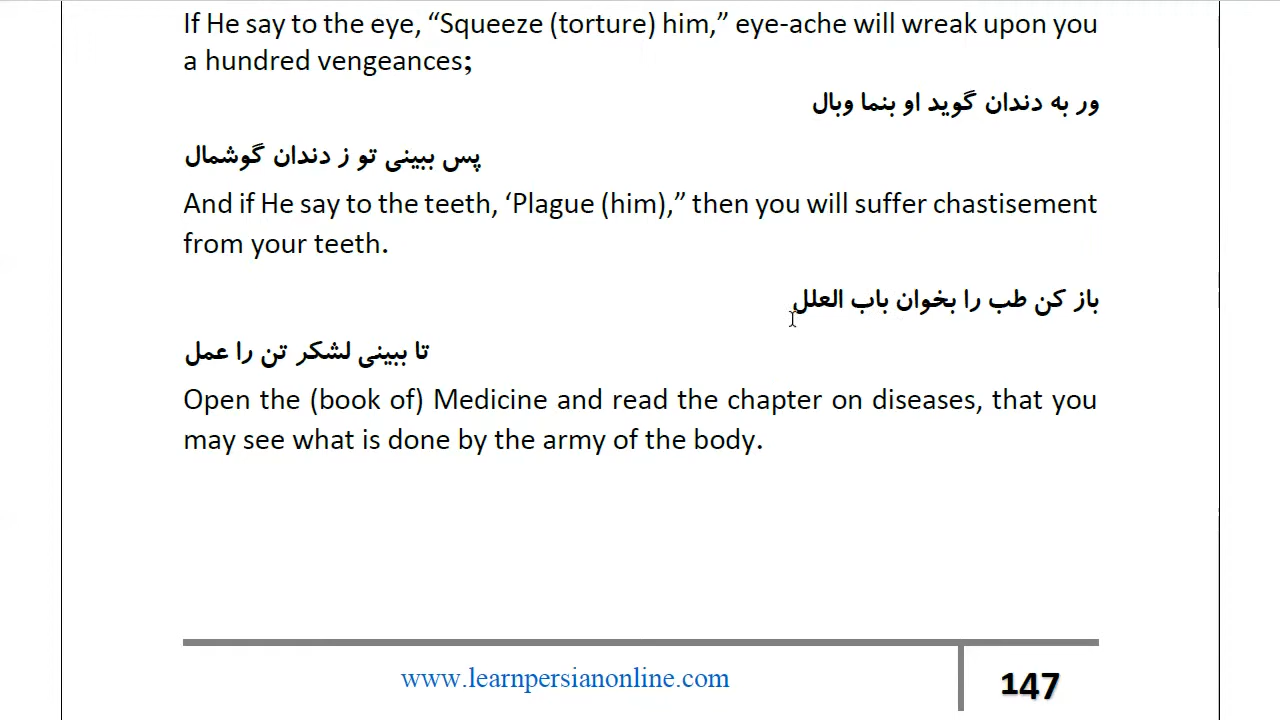 If He say to the eye, “Squeeze (torture) him,” eye-ache will wreak upon you
a hundred vengeances;
ور به دندان گوید او بنما وبال
پس ببینی تو ز دندان گوشمال
And if He say to the teeth, ‘Plague (him),” then you will suffer chastisement
from your teeth.
باز کن طب را بخوان باب العلل
تا ببینی لشکر تن را عمل
Open the (book of) Medicine and read the chapter on diseases, that you
may see what is done by the army of the body.
www.learnpersianonline.com
147